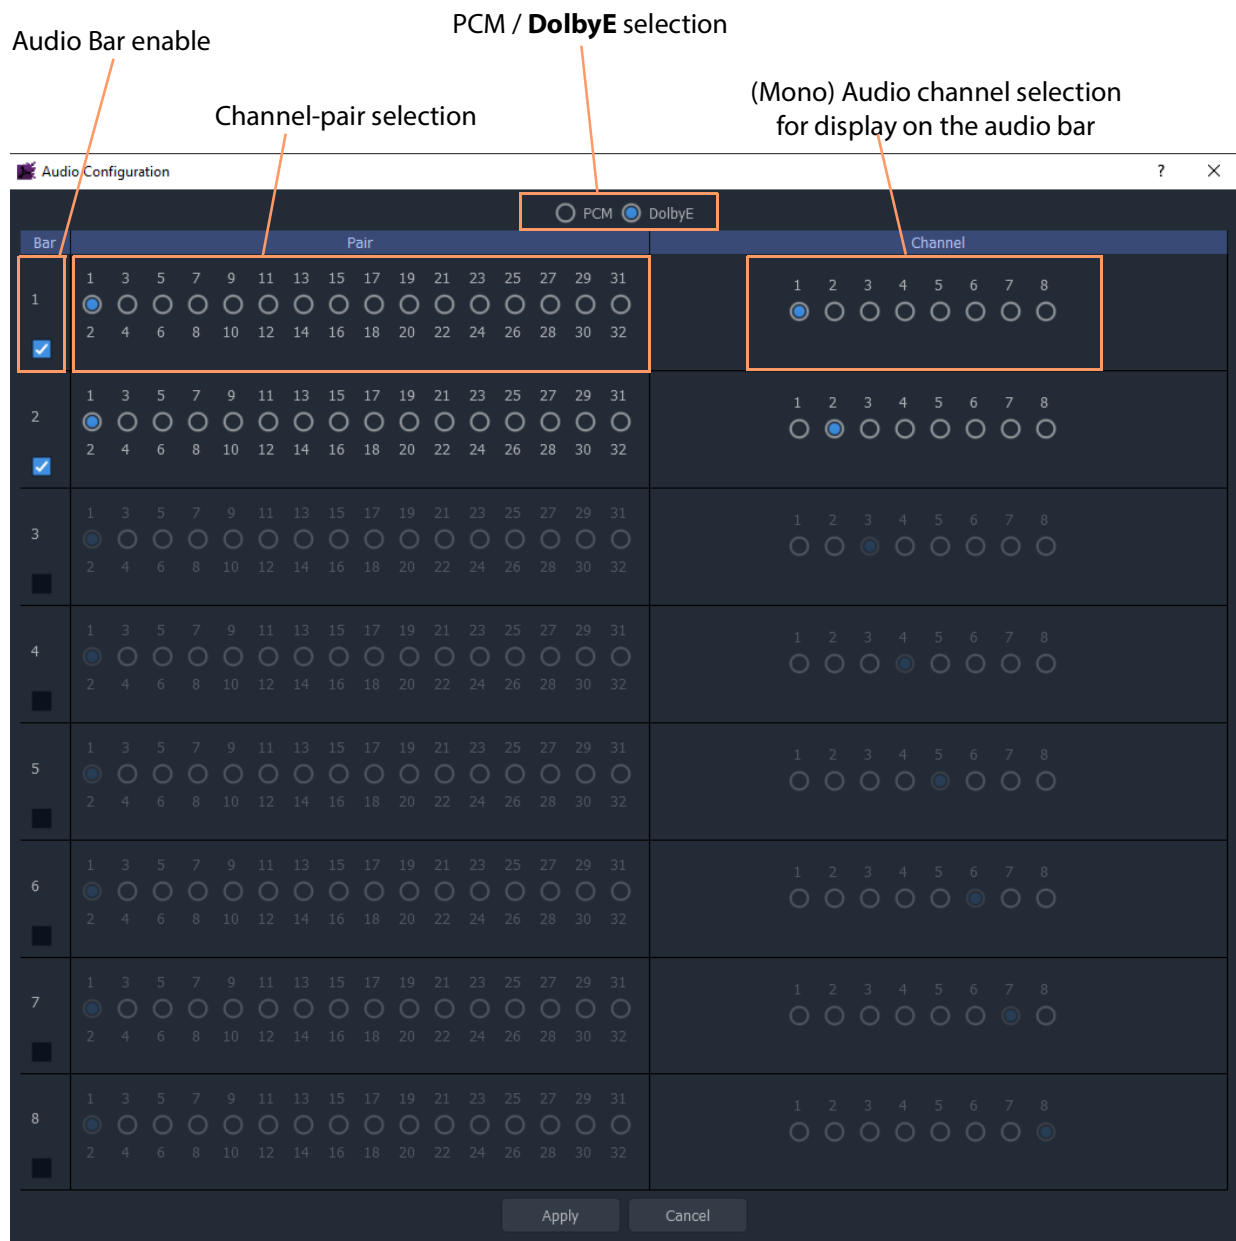 PCM / DolbyE selection
Audio Bar enable
(Mono) Audio channel selection
for display on the audio bar
Channel-pair selection
Audio Configuration ? ×
PCM DolbyE
Bar Pair Channel
1 3 5 7 9 11 13 15 17 19 21 23 25 27 29 31
1 2 3 4 5 6 7 8
1
2 4 6 8 10 12 14 16 18 20 22 24 26 28 30 32
1 3 5 7 9 11 13 15 17 19 21 23 25 27 29 31
1 2 3 4 5 6 7 8
2
2 4 6 8 10 12 14 16 18 20 22 24 26 28 30 32
1 3 5 7 9 11 13 15 17 19 21 23 25 27 29 31
1 2 3 4 5 6 7 8
3
2 4 6 8 10 12 14 16 18 20 22 24 26 28 30 32
1 3 5 7 9 11 13 15 17 19 21 23 25 27 29 31
1 2 3 4 5 6 7 8
4
2 4 6 8 10 12 14 16 18 20 22 24 26 28 30 32
1 3 5 7 9 11 13 15 17 19 21 23 25 27 29 31
1 2 3 4 5 6 7 8
5
2 4 6 8 10 12 14 16 18 20 22 24 26 28 30 32
1 3 5 7 9 11 13 15 17 19 21 23 25 27 29 31
1 2 3 4 5 6 7 8
6
2 4 6 8 10 12 14 16 18 20 22 24 26 28 30 32
1 3 5 7 9 11 13 15 17 19 21 23 25 27 29 31
1 2 3 4 5 6 7 8
7
2 4 6 8 10 12 14 16 18 20 22 24 26 28 30 32
1 3 5 7 9 11 13 15 17 19 21 23 25 27 29 31
1 2 3 4 5 6 7 8
8
2 4 6 8 10 12 14 16 18 20 22 24 26 28 30 32
Apply Cancel